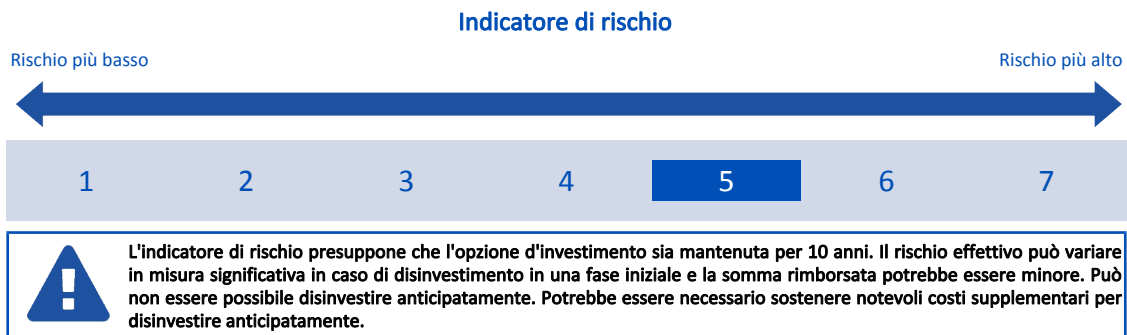 Indicatore di rischio
Rischio più basso Rischio più alto
1 2 3 4 5 6 7
L'indicatore di rischio presuppone che l'opzione d'investimento sia mantenuta per 10 anni. Il rischio effettivo può variare
in misura significativa in caso di disinvestimento in una fase iniziale e la somma rimborsata potrebbe essere minore. Può
non essere possibile disinvestire anticipatamente. Potrebbe essere necessario sostenere notevoli costi supplementari per
disinvestire anticipatamente.